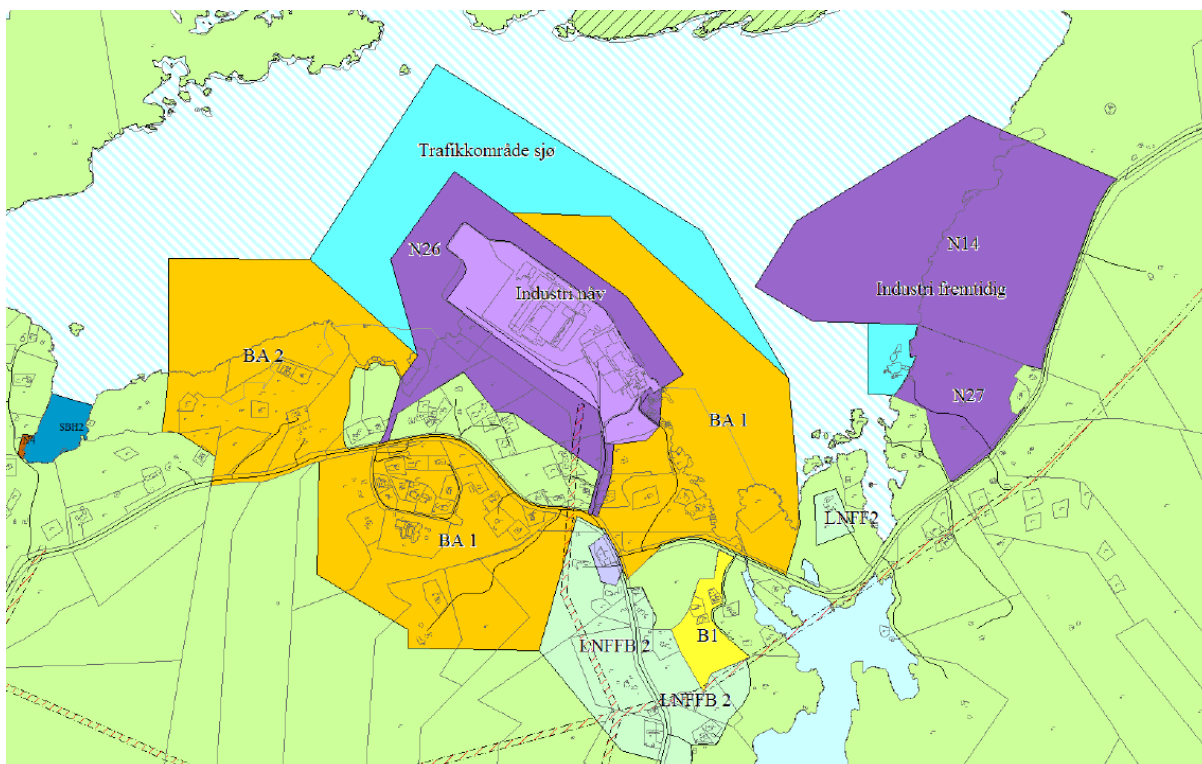 Trafikkområde sjø
N26
N14
Industri nåv
Industri fremtidig
BA 2
N27
SBH2
BA 1
LNFF2
BA 1
B1
LNFFB 2
LNFFB 2